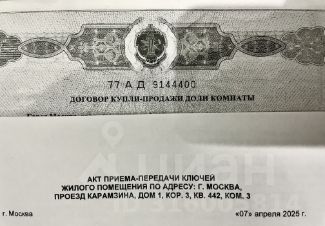 77 А Д 9144400
ДОГОВОР КУПЛИ-ПРОДАЖИ ДОЛИ КОМНАТЫ
АКТ ПРИЕМА-ПЕРЕДАЧИ КЛЮЧЕЙ
ЖИЛОГО ПОМЕЩЕНИЯ ПО АДРЕСУ: Г. МОСКВА,
ПРОЕЗД КАРАМЗИНА, ДОМ 1, КОР. 3, КВ. 442, КОМ. 3
г. Москва «07» апреля 2025 г.